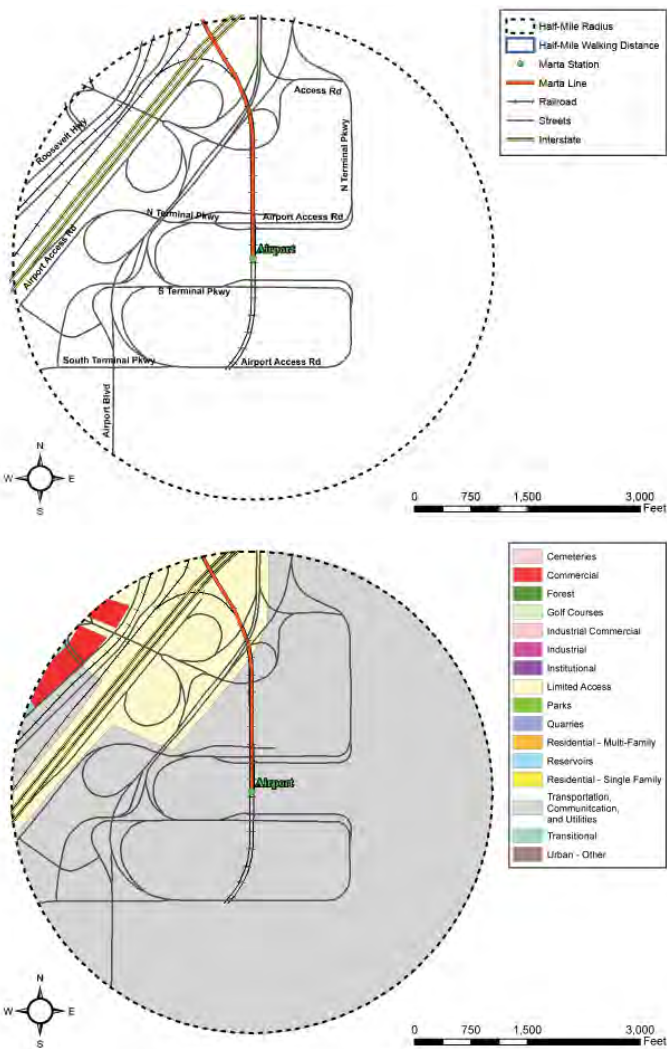 Half-Mile Radius
Half-Mile Walking Distance
Marta Station
Marta Line
Railroad
Streets
Interstate
Access Rd
Roosevelt Hwy
N Terminal Pkwy
N Terminal Pkwy
Airport Access Rd
Airport Access Rd
Airport
S Terminal Pkwy
South Terminal Pkwy
Airport Access Rd
Airport Blvd
N
W
E
S
0
750
1,500
3,000
Feet
Cemeteries
Commercial
Forest
Golf Courses
Industrial Commercial
Industrial
Institutional
Limited Access
Parks
Quarries
Residential - Multi-Family
Reservoirs
Residential - Single Family
Transportation,
Communitcation,
and Utilities
Transitional
Urban - Other
Airport
N
W
E
S
0
750
1,500
3,000
Feet